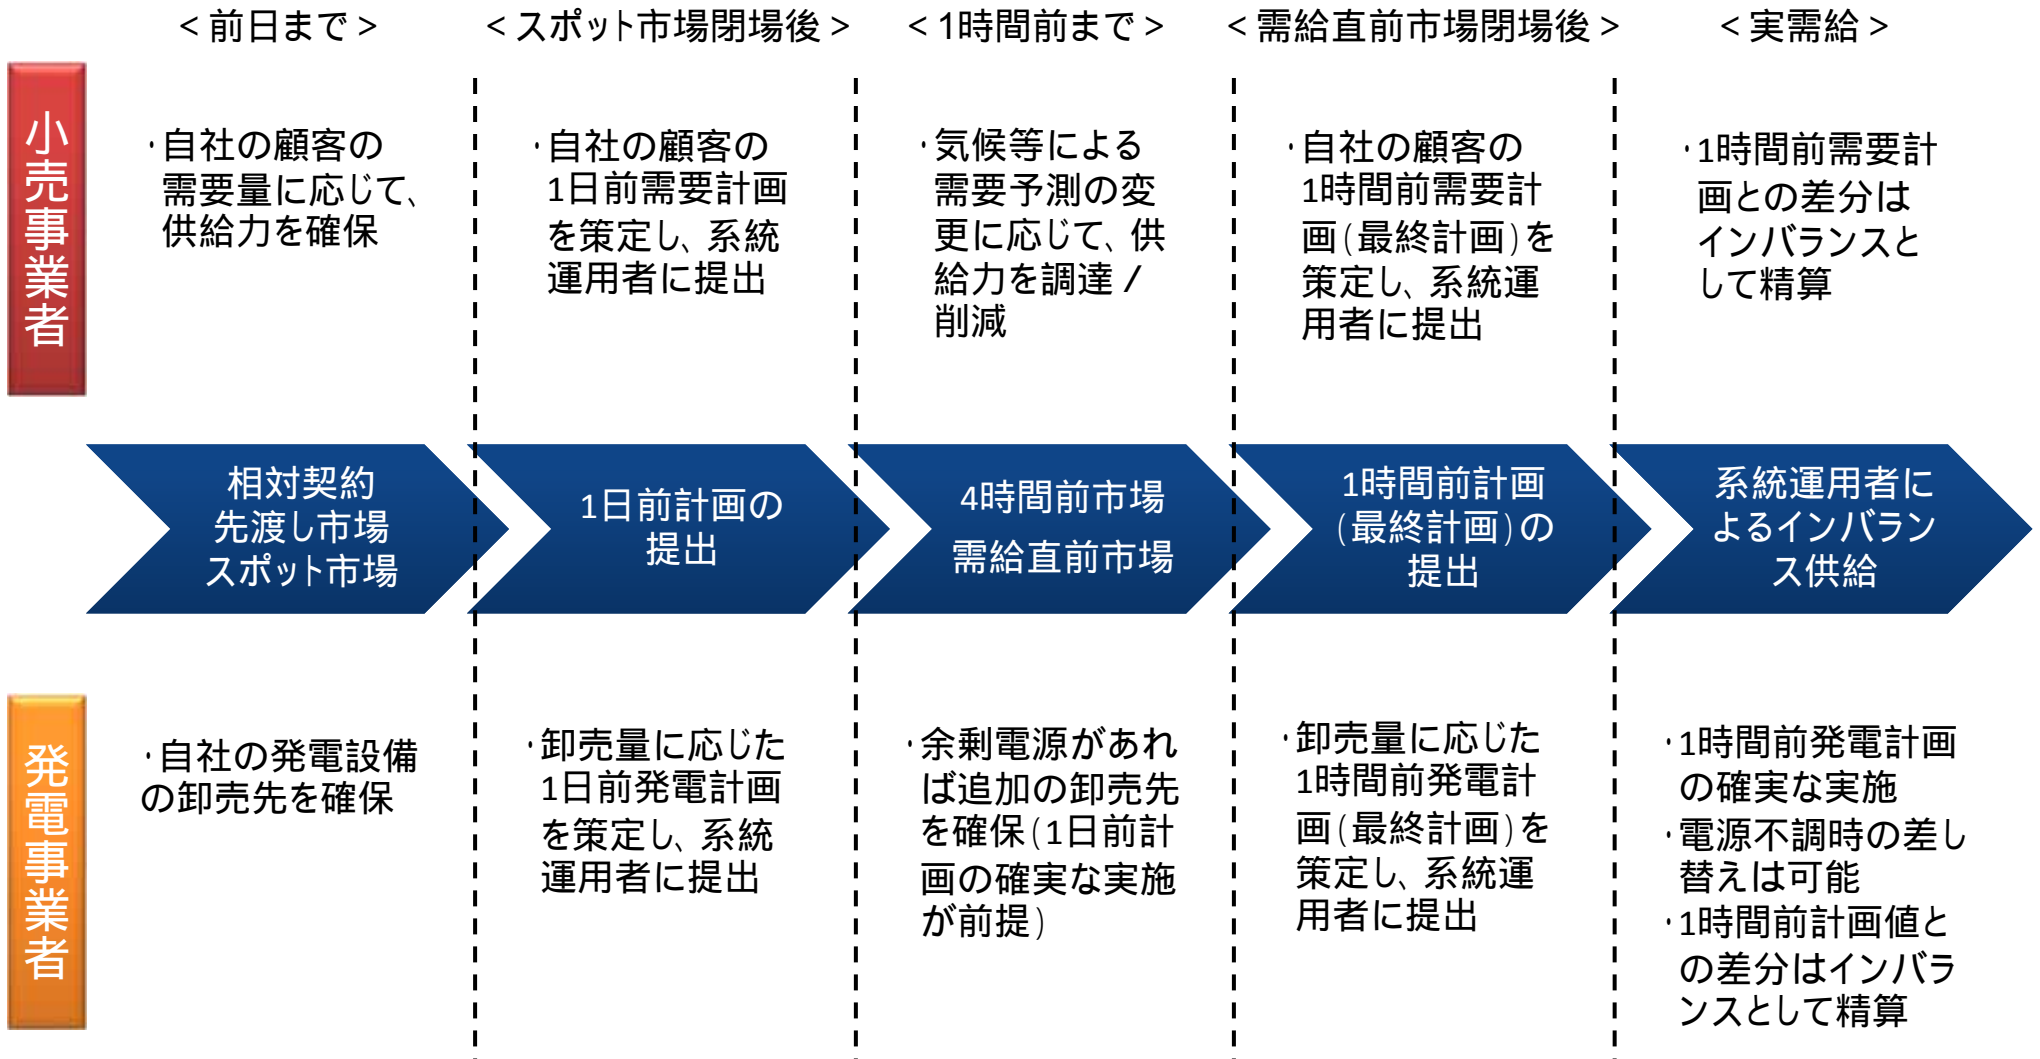 <前日まで>
<スポット市場閉場後>
<1時間前まで>
<需給直前市場閉場後>
<実需給>
小売事業者
・自社の顧客の
需要量に応じて、
供給力を確保
・自社の顧客の
1日前需要計画
を策定し、系統
運用者に提出
・気候等による
需要予測の変
更に応じて、供
給力を調達/
削減
・自社の顧客の
1時間前需要計
画(最終計画)を
策定し、系統運
用者に提出
・1時間前需要計
画との差分は
インバランスと
して精算
相対契約
先渡し市場
スポット市場
1日前計画の
提出
4時間前市場
需給直前市場
1時間前計画
(最終計画)の
提出
系統運用者に
よるインバラン
ス供給
発電事業者
・自社の発電設備
の卸売先を確保
・卸売量に応じた
1日前発電計画
を策定し、系統
運用者に提出
・余剰電源があれ
ば追加の卸売先
を確保(1日前計
画の確実な実施
が前提)
・卸売量に応じた
1時間前発電計
画(最終計画)を
策定し、系統運
用者に提出
・1時間前発電計画
の確実な実施
・電源不調時の差し
替えは可能
・1時間前計画値と
の差分はインバラ
ンスとして精算